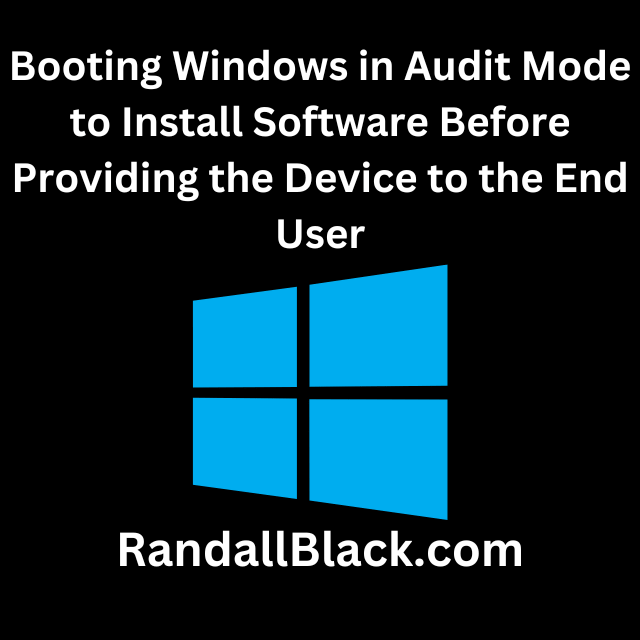 Booting Windows in Audit Mode
to Install Software Before
Providing the Device to the End
User
RandallBlack.com